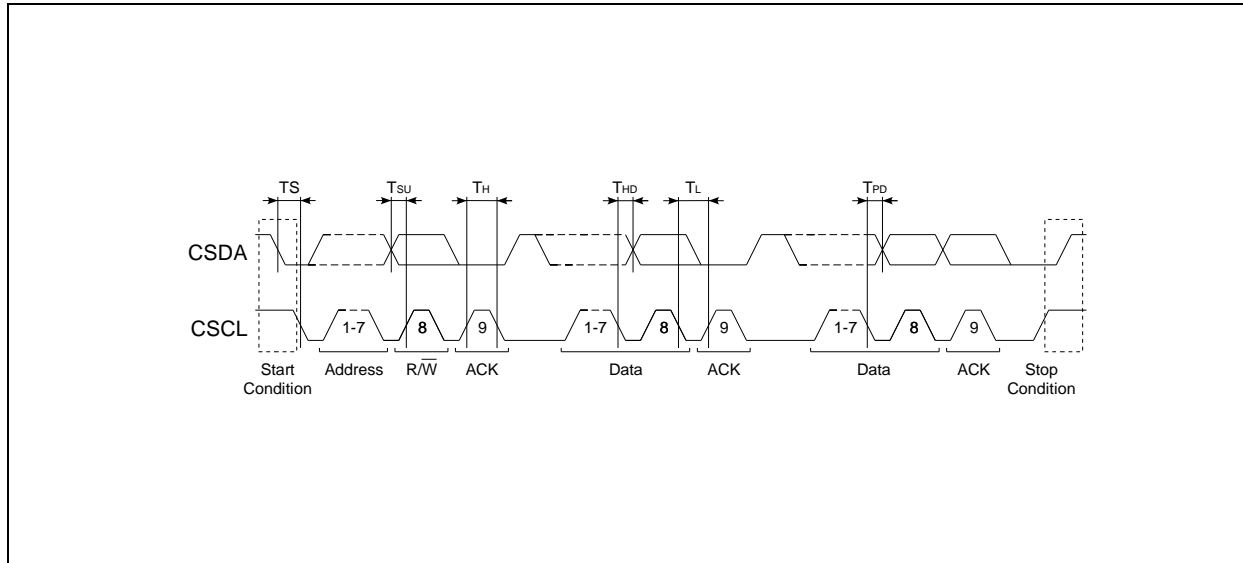 TS TSU TH THD TL TPD
CSDA
CSCL 1-7 8 9 1-7 8 9 1-7 8 9
Start Condition Address R/W̅ ACK Data ACK Data ACK Stop Condition